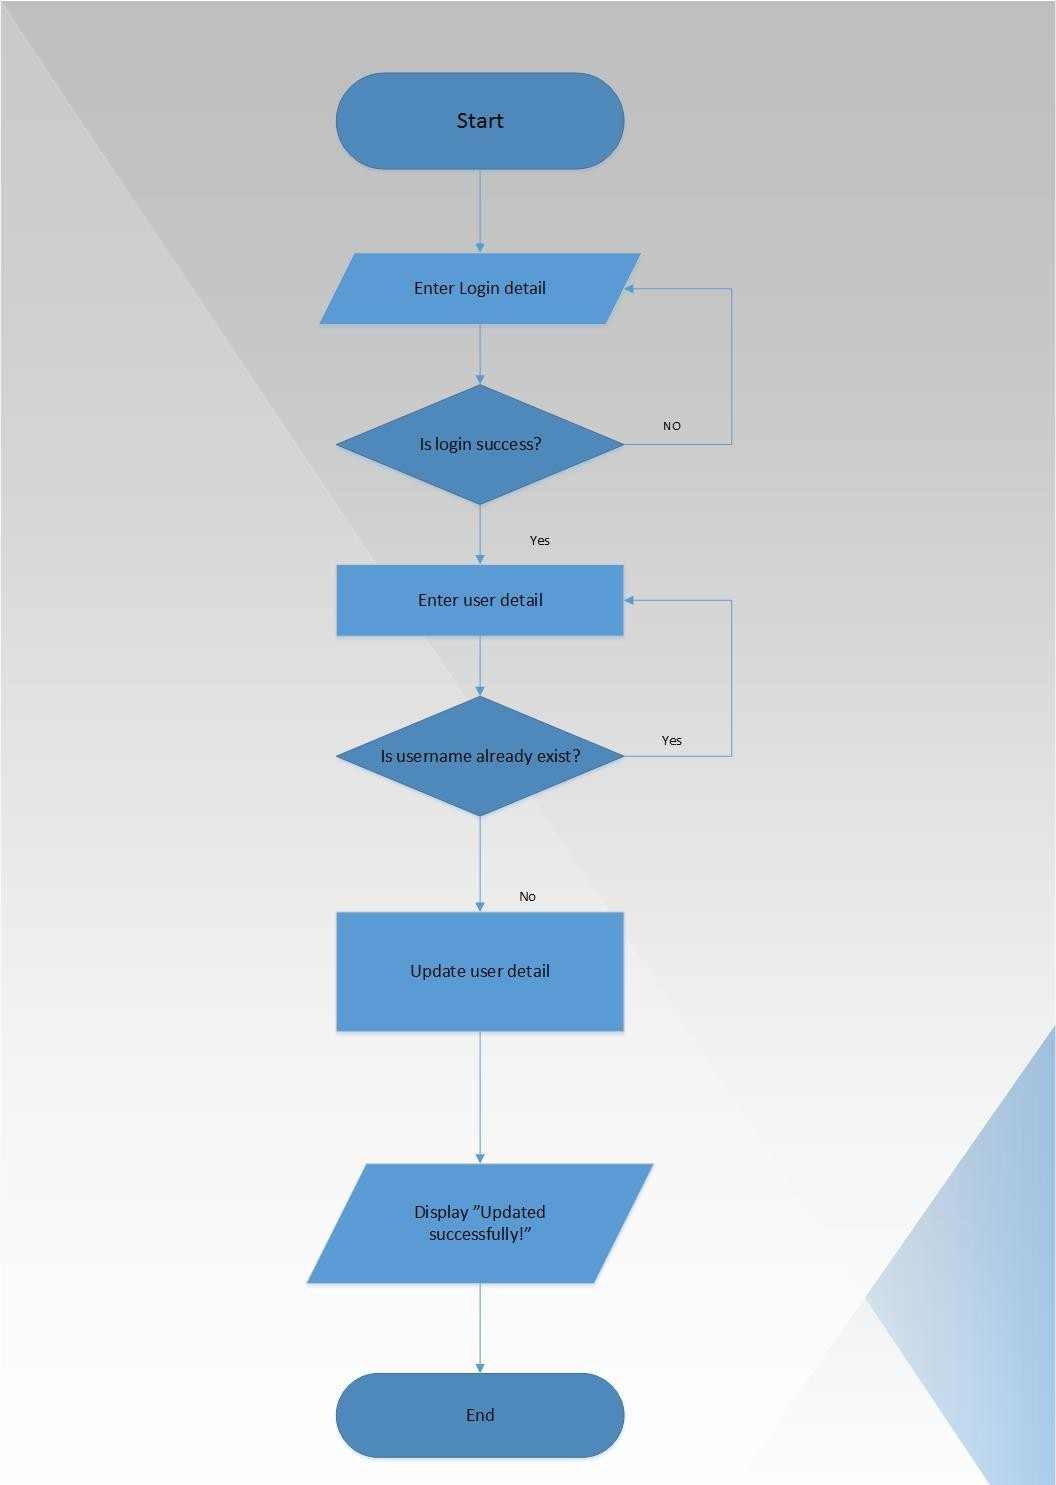 Start
Enter Login detail
Is login success?
NO
Yes
Enter user detail
Is username already exist?
Yes
No
Update user detail
Display ”Updated
successfully!”
End